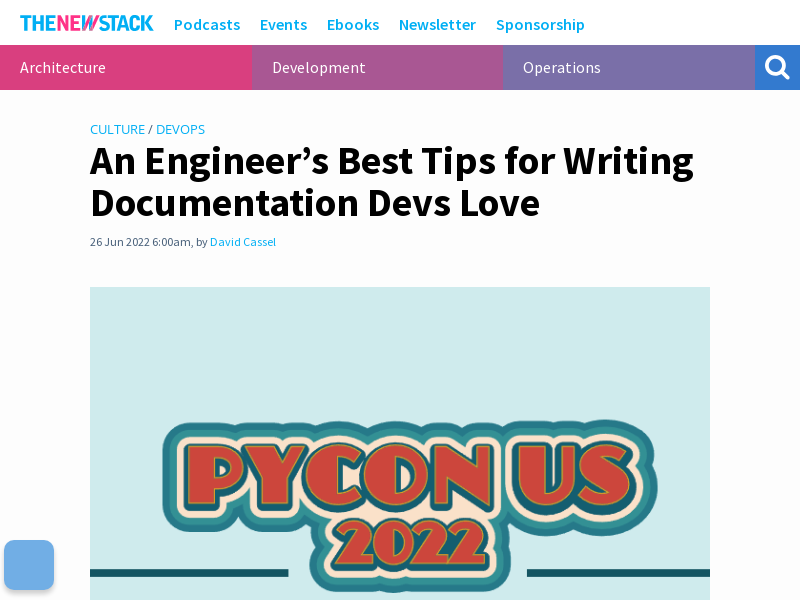 THENEWSTACK Podcasts Events Ebooks Newsletter Sponsorship
Architecture Development Operations
CULTURE / DEVOPS
An Engineer’s Best Tips for Writing
Documentation Devs Love
26 Jun 2022 6:00am, by David Cassel
PYCON US
2022